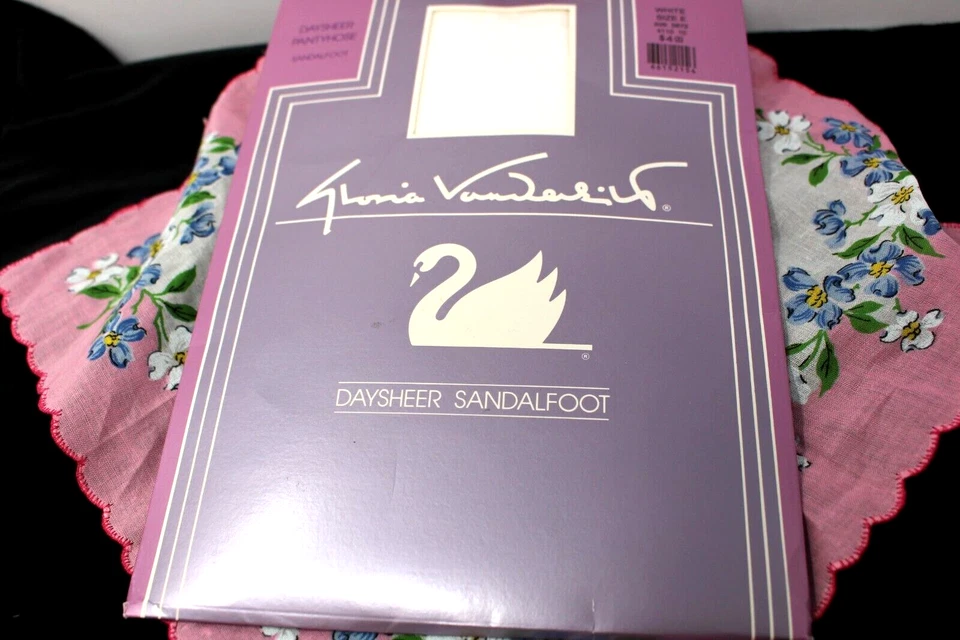 DAYSHEER
PANTYHOSE
SANDALFOOT
WHITE
SIZE E
Gloria Vanderbilt ®
®
DAYSHEER SANDALFOOT